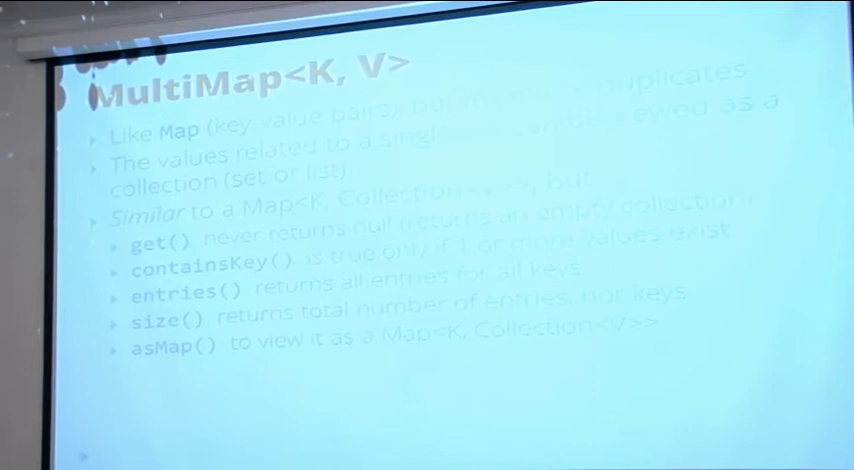 MultiMap<K, V>
Like Map (key-value pairs), but duplicates
The values related to a single can be viewed as a
collection (set or list)
Similar to a Map<K, Collection<V>>, but
get() never returns null (returns an empty collection)
containsKey() is true only if 1 or more values exist
entries() returns all entries for all keys
size() returns total number of entries, not keys
asMap() to view it as a Map<K, Collection<V>>